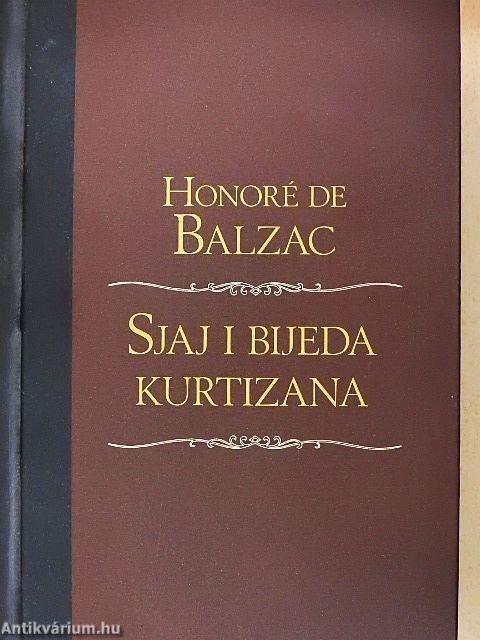 HONORÉ DE
BALZAC
SJAJ I BIJEDA
KURTIZANA
Antikvárium.hu